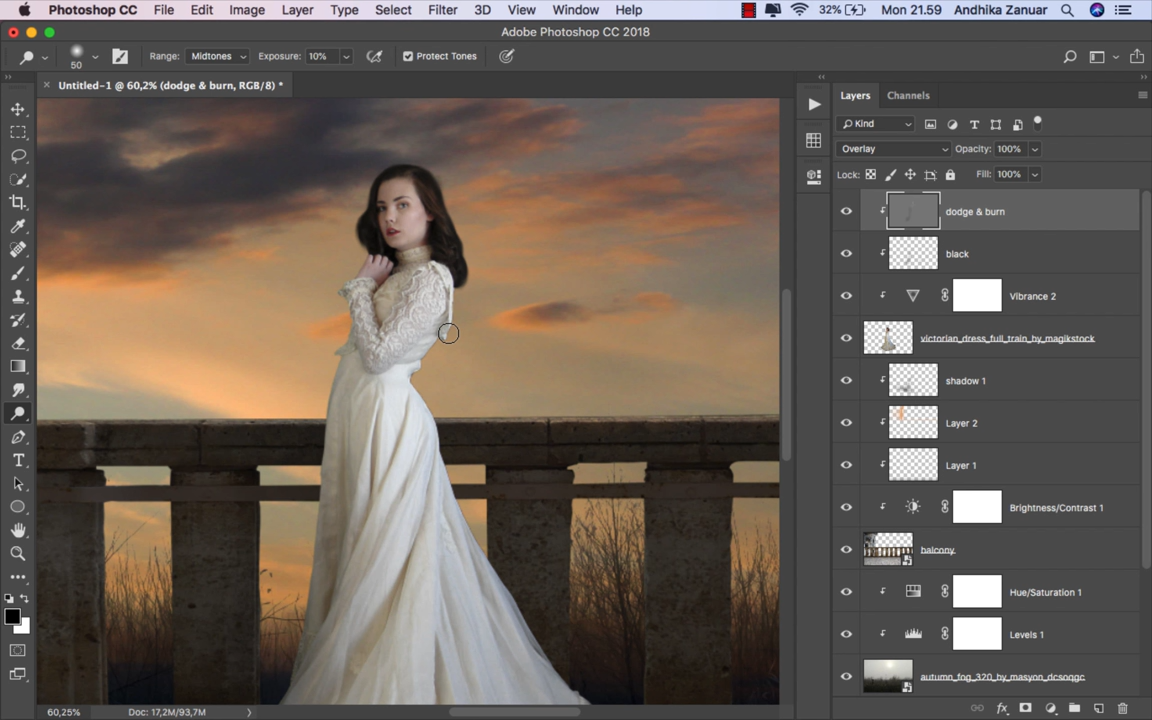 Photoshop CC File Edit Image Layer Type Select Filter 3D View Window Help 32% Mon 21.59 Andhika Zanuar
Adobe Photoshop CC 2018
50 Range: Midtones Exposure: 10% Protect Tones
Untitled-1 @ 60,2% (dodge & burn, RGB/8) *
Layers Channels
Kind
Overlay Opacity: 100%
Lock: Fill: 100%
dodge & burn
black
Vibrance 2
victorian_dress_full_train_by_magikstock
shadow 1
Layer 2
Layer 1
Brightness/Contrast 1
balcony
Hue/Saturation 1
Levels 1
autumn_fog_320_by_masyon_dcsoqgc
60,25% Doc: 17,2M/93,7M